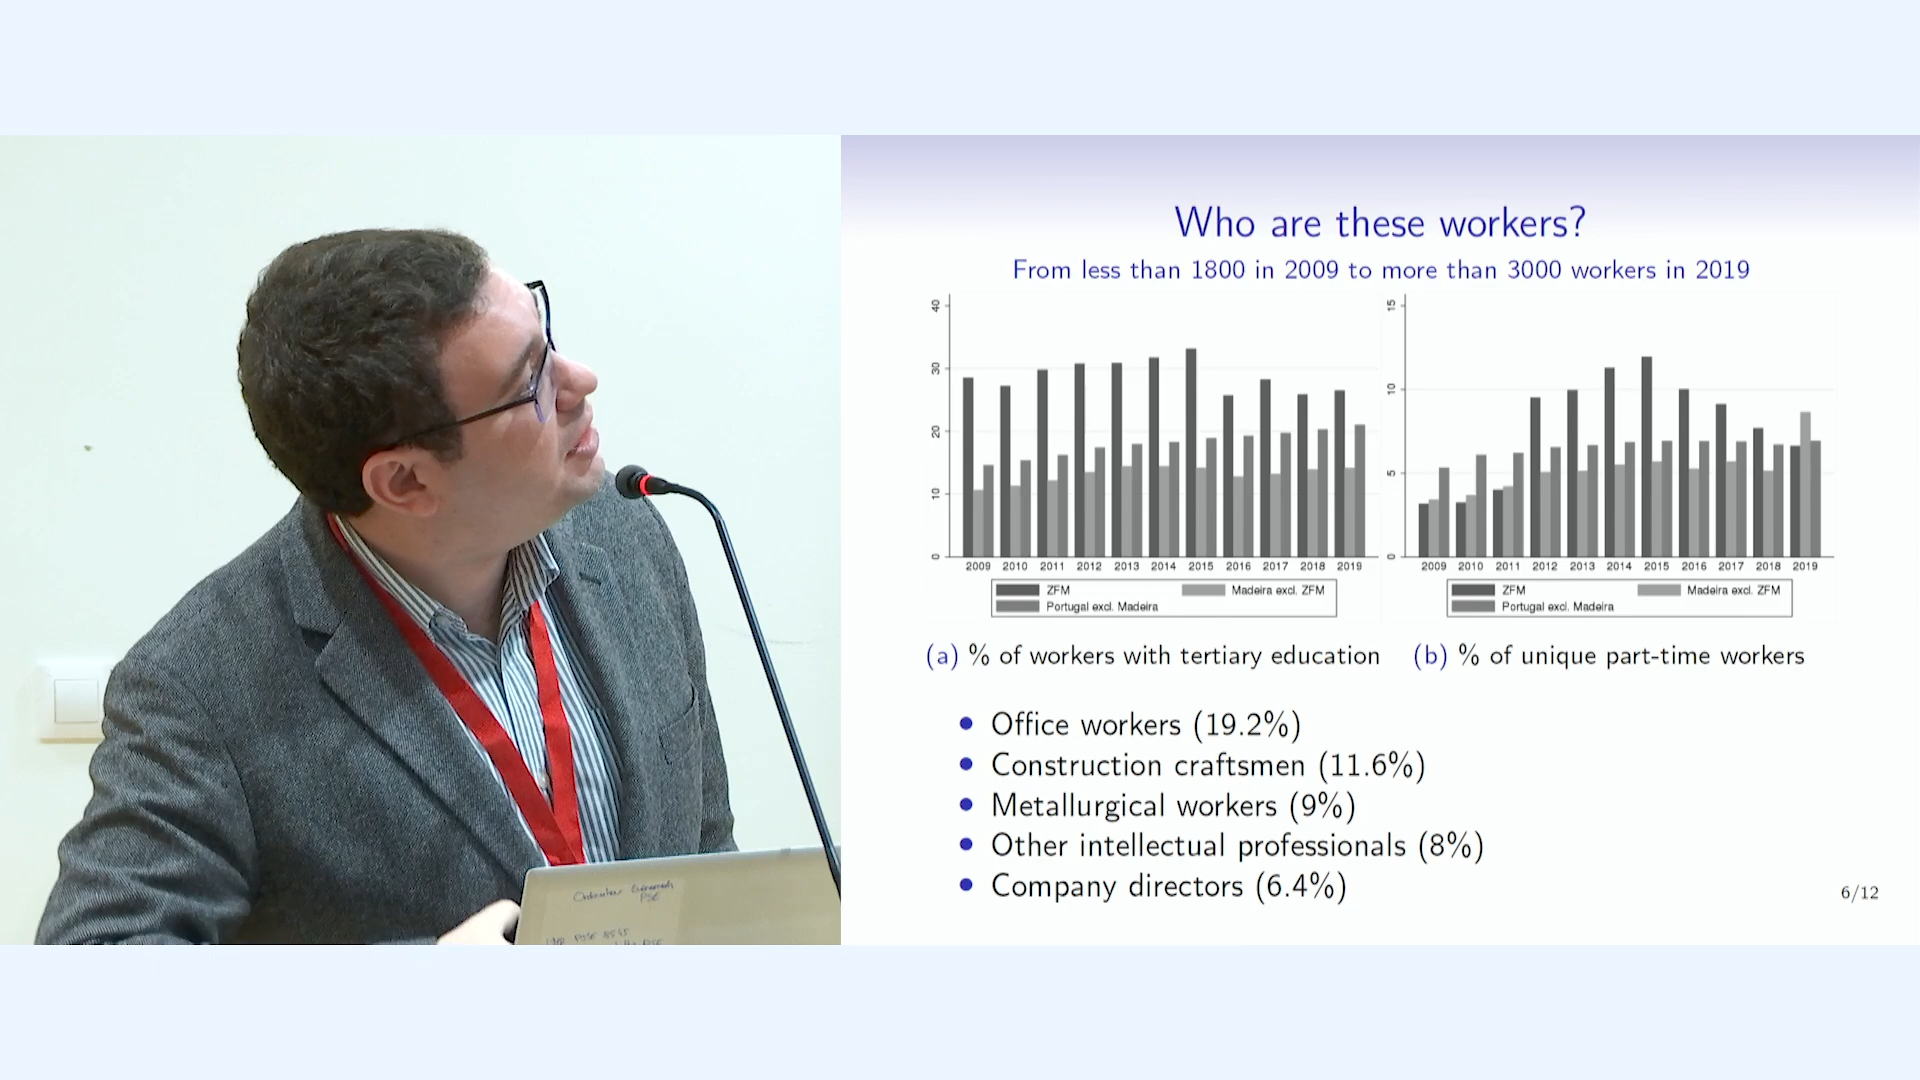 Who are these workers?
From less than 1800 in 2009 to more than 3000 workers in 2019
40
30
20
10
0
2009 2010 2011 2012 2013 2014 2015 2016 2017 2018 2019
ZFM Madeira excl. ZFM
Portugal excl. Madeira
(a) % of workers with tertiary education
15
10
5
0
2009 2010 2011 2012 2013 2014 2015 2016 2017 2018 2019
ZFM Madeira excl. ZFM
Portugal excl. Madeira
(b) % of unique part-time workers
• Office workers (19.2%)
• Construction craftsmen (11.6%)
• Metallurgical workers (9%)
• Other intellectual professionals (8%)
• Company directors (6.4%)
6/12
PSE